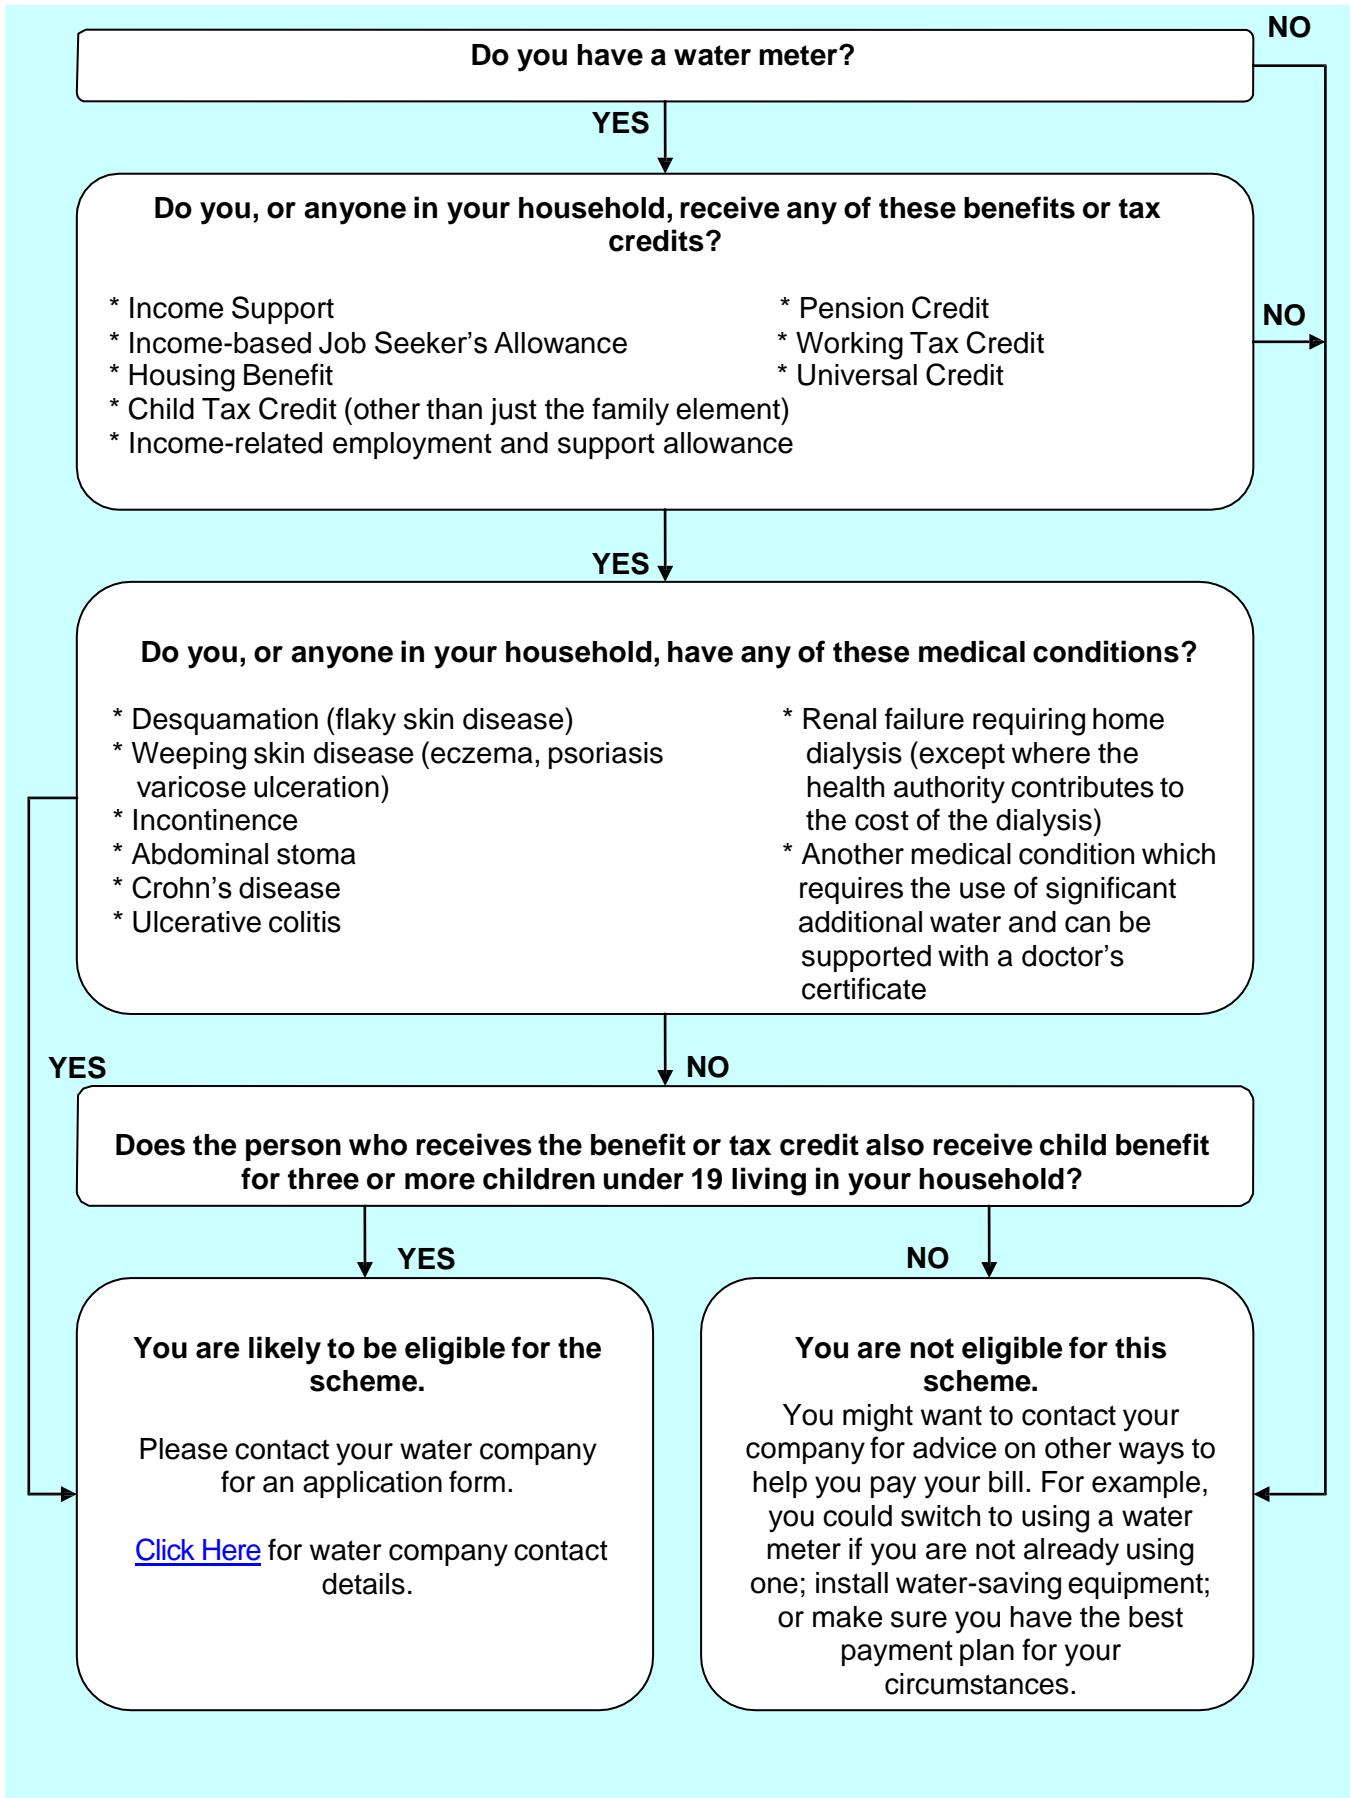 NO
Do you have a water meter?
YES
Do you, or anyone in your household, receive any of these benefits or tax
credits?
* Income Support
* Income-based Job Seeker's Allowance
* Housing Benefit
* Child Tax Credit (other than just the family element)
* Income-related employment and support allowance
* Pension Credit
* Working Tax Credit
* Universal Credit
NO
YES
Do you, or anyone in your household, have any of these medical conditions?
* Desquamation (flaky skin disease)
* Weeping skin disease (eczema, psoriasis
varicose ulceration)
* Incontinence
* Abdominal stoma
* Crohn's disease
* Ulcerative colitis
* Renal failure requiring home
dialysis (except where the
health authority contributes to
the cost of the dialysis)
* Another medical condition which
requires the use of significant
additional water and can be
supported with a doctor's
certificate
YES
NO
Does the person who receives the benefit or tax credit also receive child benefit
for three or more children under 19 living in your household?
YES
NO
You are likely to be eligible for the
scheme.
Please contact your water company
for an application form.
Click Here for water company contact
details.
You are not eligible for this
scheme.
You might want to contact your
company for advice on other ways to
help you pay your bill. For example,
you could switch to using a water
meter if you are not already using
one; install water-saving equipment;
or make sure you have the best
payment plan for your
circumstances.